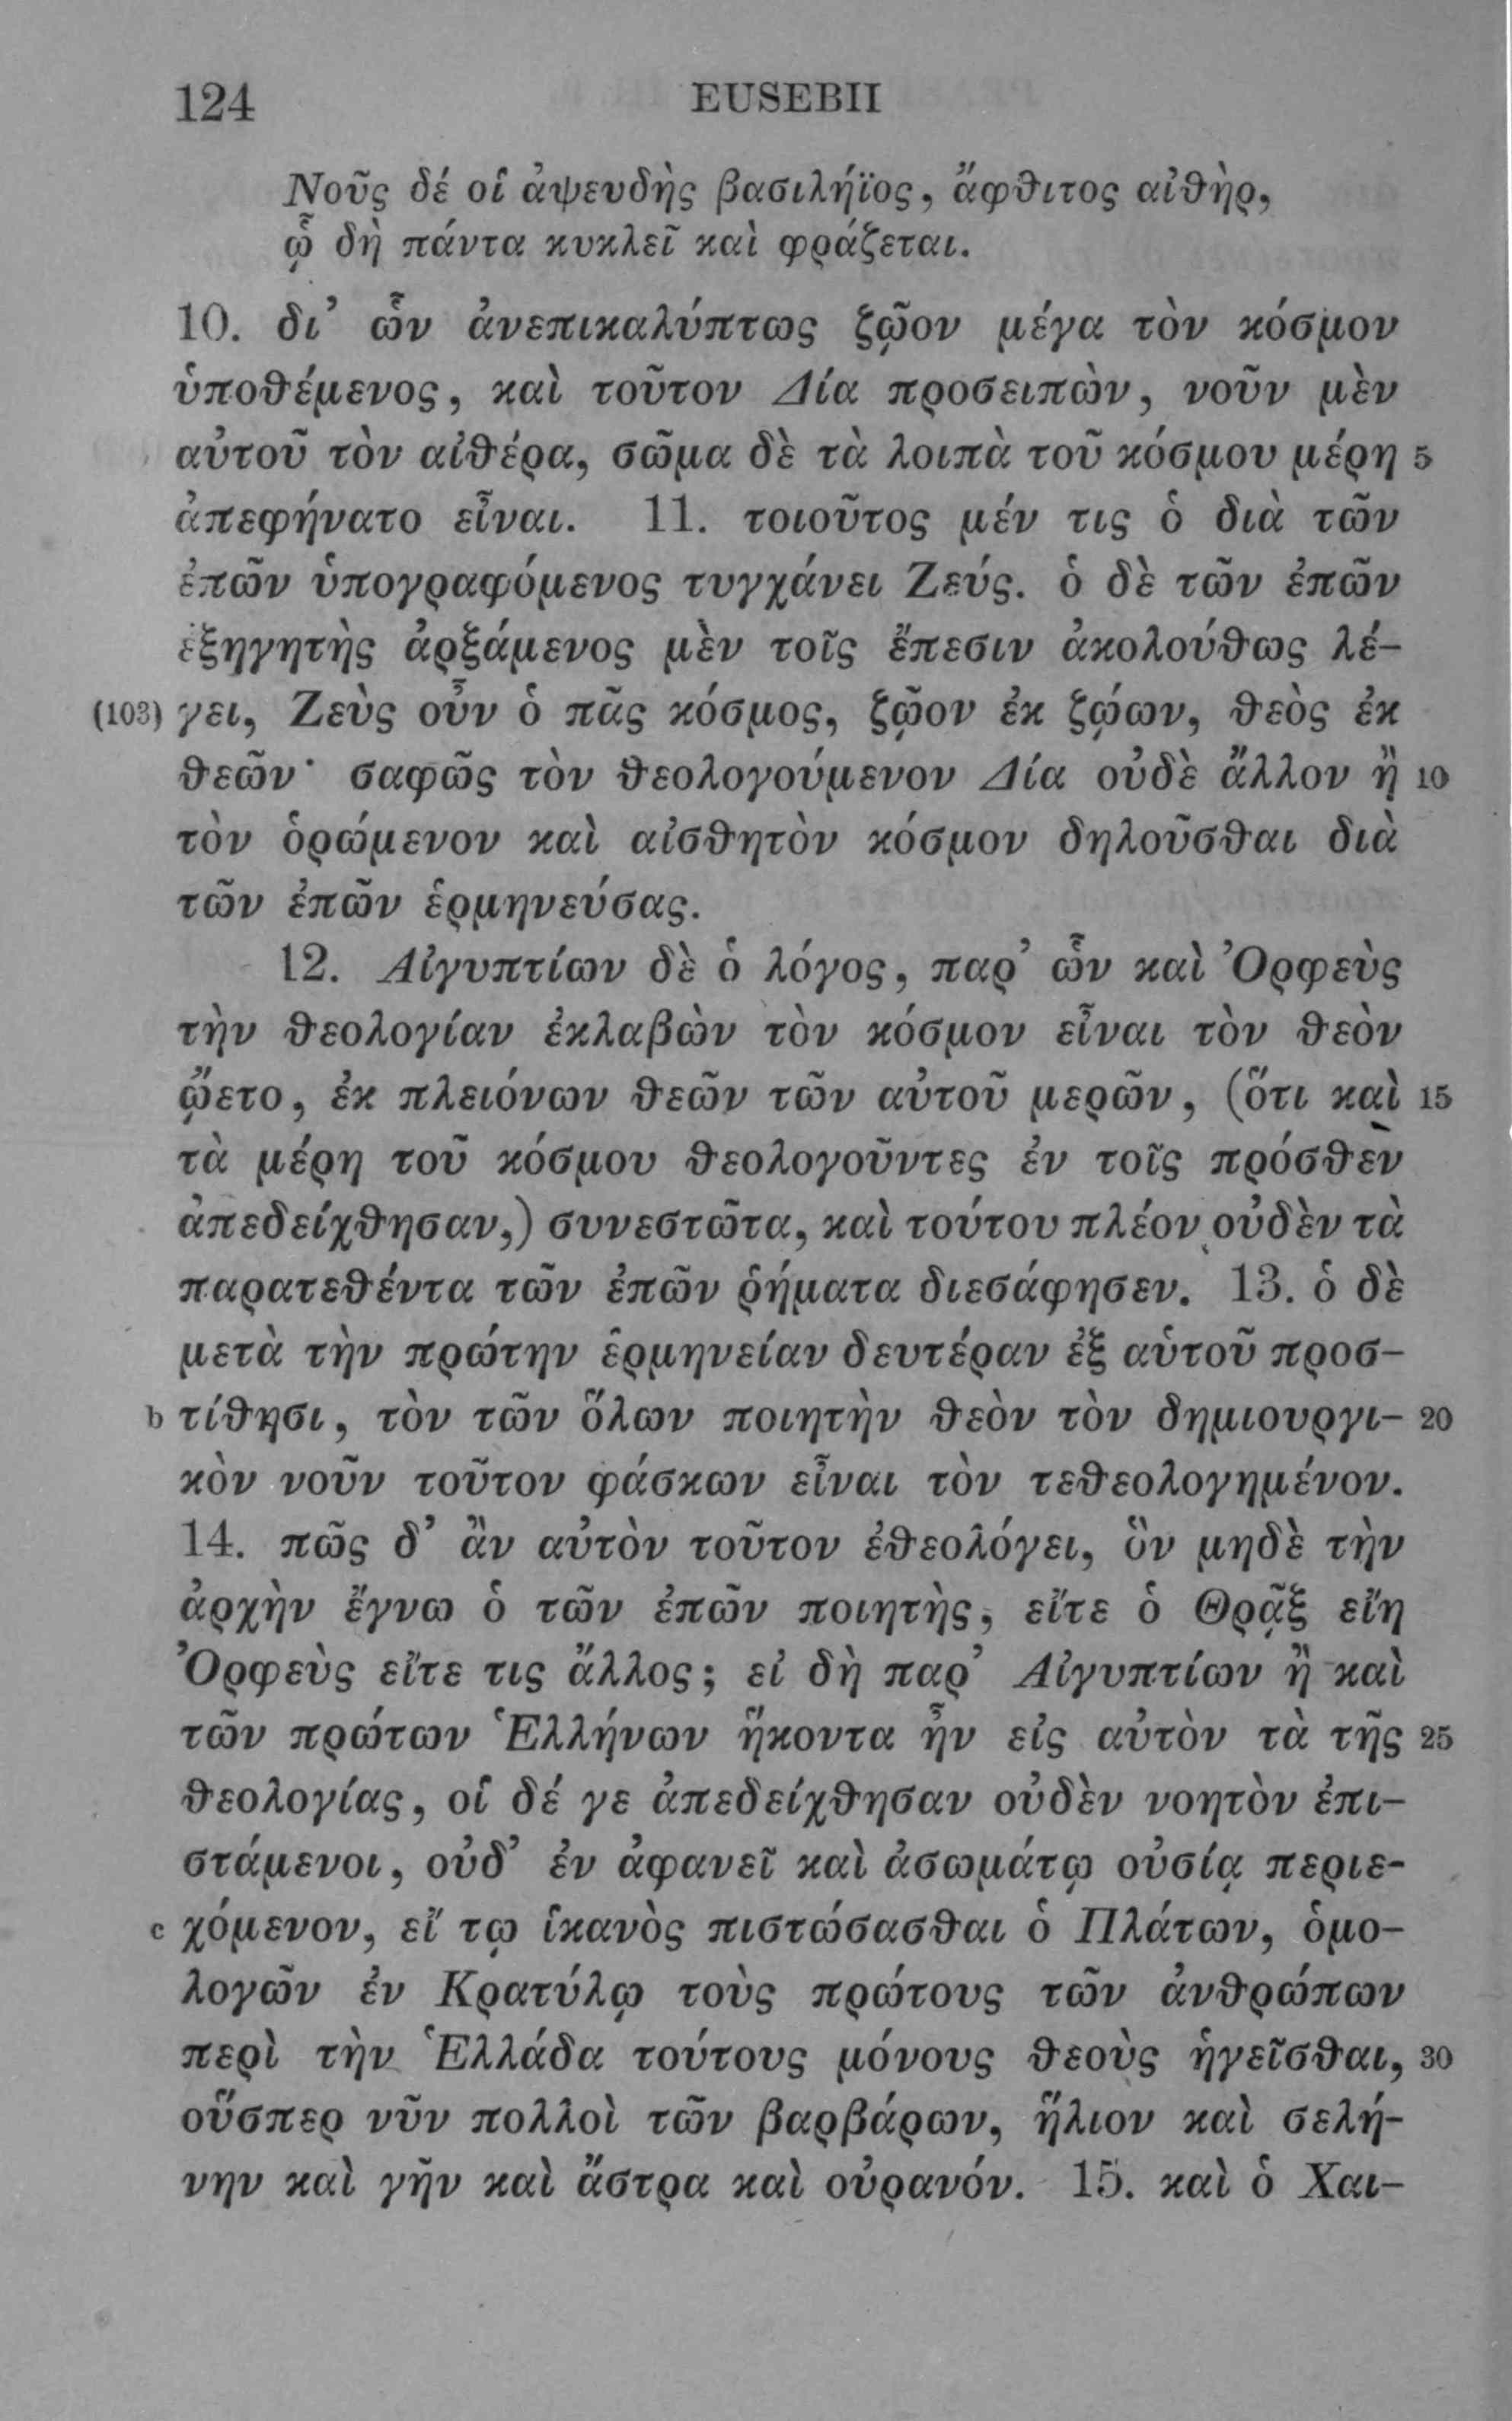 124 EUSEBII
Νοῦς δέ οἱ ἀψευδὴς βασιλήϊος, ἄφθιτος αἰθὴρ,
ᾧ δὴ πάντα κυκλεῖ καὶ φράζεται.
10. δι’ ὧν ἀνεπικαλύπτως ζῷον μέγα τὸν κόσμον
ὑποθέμενος, καὶ τοῦτον Δία προσειπὼν, νοῦν μὲν
αὐτοῦ τὸν αἰθέρα, σῶμα δὲ τὰ λοιπὰ τοῦ κόσμου μέρη 5
ἀπεφήνατο εἶναι. 11. τοιοῦτος μέν τις ὁ διὰ τῶν
ἐπῶν ὑπογραφόμενος τυγχάνει Ζεύς. ὁ δὲ τῶν ἐπῶν
ἐξηγητὴς ἀρξάμενος μὲν τοῖς ἔπεσιν ἀκολούθως λέ-
(103) γει, Ζεὺς οὖν ὁ πᾶς κόσμος, ζῷον ἐκ ζῴων, θεὸς ἐκ
θεῶν· σαφῶς τὸν θεολογούμενον Δία οὐδὲ ἄλλον ἢ 10
τὸν ὁρώμενον καὶ αἰσθητὸν κόσμον δηλοῦσθαι διὰ
τῶν ἐπῶν ἑρμηνεύσας.
12. Αἰγυπτίων δὲ ὁ λόγος, παρ’ ὧν καὶ Ὀρφεὺς
τὴν θεολογίαν ἐκλαβὼν τὸν κόσμον εἶναι τὸν θεὸν
ᾤετο, ἐκ πλειόνων θεῶν τῶν αὐτοῦ μερῶν, (ὅτι καὶ 15
τὰ μέρη τοῦ κόσμου θεολογοῦντες ἐν τοῖς πρόσθεν
ἀπεδείχθησαν,) συνεστῶτα, καὶ τούτου πλέον οὐδὲν τὰ
παρατεθέντα τῶν ἐπῶν ῥήματα διεσάφησεν. 13. ὁ δὲ
μετὰ τὴν πρώτην ἑρμηνείαν δευτέραν ἐξ αὑτοῦ προσ-
b τίθησι, τὸν τῶν ὅλων ποιητὴν θεὸν τὸν δημιουργι- 20
κὸν νοῦν τοῦτον φάσκων εἶναι τὸν τεθεολογημένον.
14. πῶς δ’ ἂν αὐτὸν τοῦτον ἐθεολόγει, ὃν μηδὲ τὴν
ἀρχὴν ἔγνω ὁ τῶν ἐπῶν ποιητὴς, εἴτε ὁ Θρᾷξ εἴη
Ὀρφεὺς εἴτε τις ἄλλος; εἰ δὴ παρ’ Αἰγυπτίων ἢ καὶ
τῶν πρώτων Ἑλλήνων ἥκοντα ἦν εἰς αὐτὸν τὰ τῆς 25
θεολογίας, οἱ δέ γε ἀπεδείχθησαν οὐδὲν νοητὸν ἐπι-
στάμενοι, οὐδ’ ἐν ἀφανεῖ καὶ ἀσωμάτῳ οὐσίᾳ περιε-
c χόμενον, εἴ τῳ ἱκανὸς πιστώσασθαι ὁ Πλάτων, ὁμο-
λογῶν ἐν Κρατύλῳ τοὺς πρώτους τῶν ἀνθρώπων
περὶ τὴν Ἑλλάδα τούτους μόνους θεοὺς ἡγεῖσθαι, 30
οὕσπερ νῦν πολλοὶ τῶν βαρβάρων, ἥλιον καὶ σελή-
νην καὶ γῆν καὶ ἄστρα καὶ οὐρανόν. 15. καὶ ὁ Χαι-